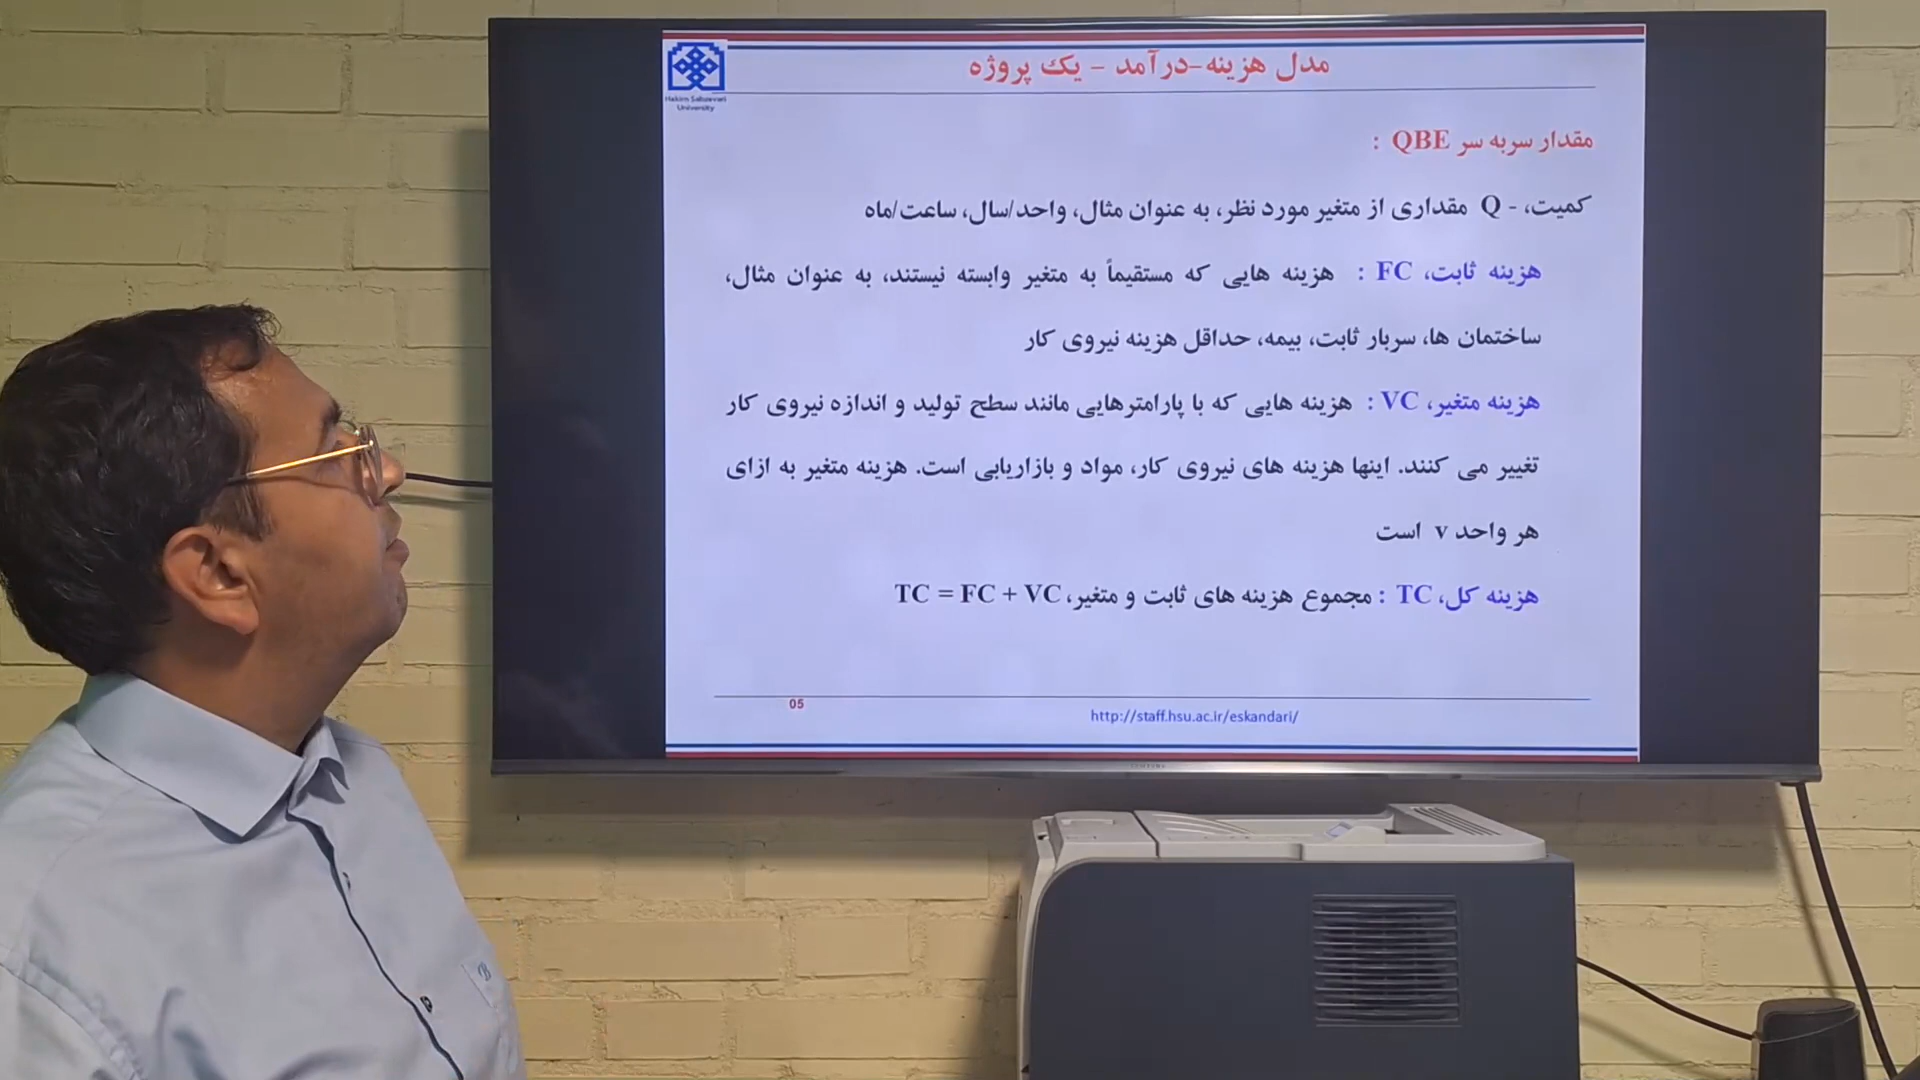 Hakim Sabzevari
University
مدل هزینه-درآمد - یک پروژه
مقدار سربه سر QBE :
کمیت، - Q مقداری از متغیر مورد نظر، به عنوان مثال، واحد/سال، ساعت/ماه
هزینه ثابت، FC : هزینه هایی که مستقیماً به متغیر وابسته نیستند، به عنوان مثال،
ساختمان ها، سربار ثابت، بیمه، حداقل هزینه نیروی کار
هزینه متغیر، VC : هزینه هایی که با پارامترهایی مانند سطح تولید و اندازه نیروی کار
تغییر می کنند. اینها هزینه های نیروی کار، مواد و بازاریابی است. هزینه متغیر به ازای
هر واحد v است
هزینه کل، TC : مجموع هزینه های ثابت و متغیر، TC = FC + VC
05
http://staff.hsu.ac.ir/eskandari/